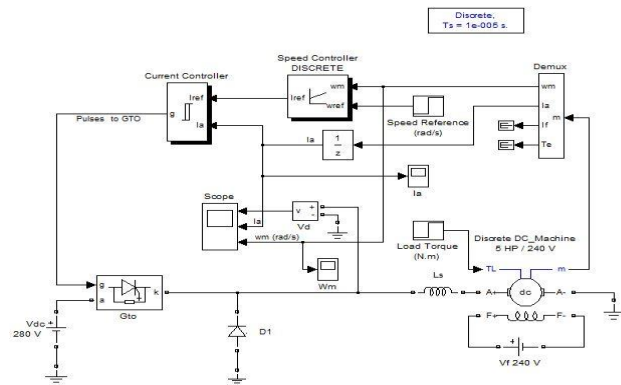 Discrete,
Ts = 1e-005 s.
Speed Controller
DISCRETE
Current Controller
Demux
Iref
Ia
g
Pulses to GTO
wm
Iref
wref
Speed Reference
(rad/s)
wm
Ia
m
If
Te
Ia
1
z
Ia
Scope
Ia
wm (rad/s)
v
+
-
Vd
Wm
Load Torque
(N.m)
Discrete DC_Machine
5 HP / 240 V
TL
m
Ls
A+
dc
A-
F+
F-
Vf 240 V
g
a
k
Gto
Vdc
+
280 V
D1
+